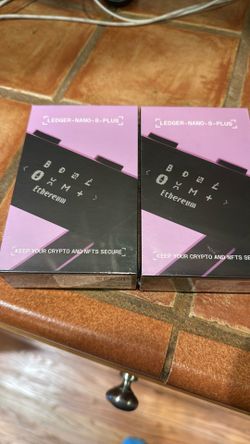 LEDGER-NANO-S-PLUS
Ethereum
KEEP YOUR CRYPTO AND NFTS SECURE
LEDGER-NANO-S-PLUS
Ethereum
KEEP YOUR CRYPTO AND NFTS SECURE